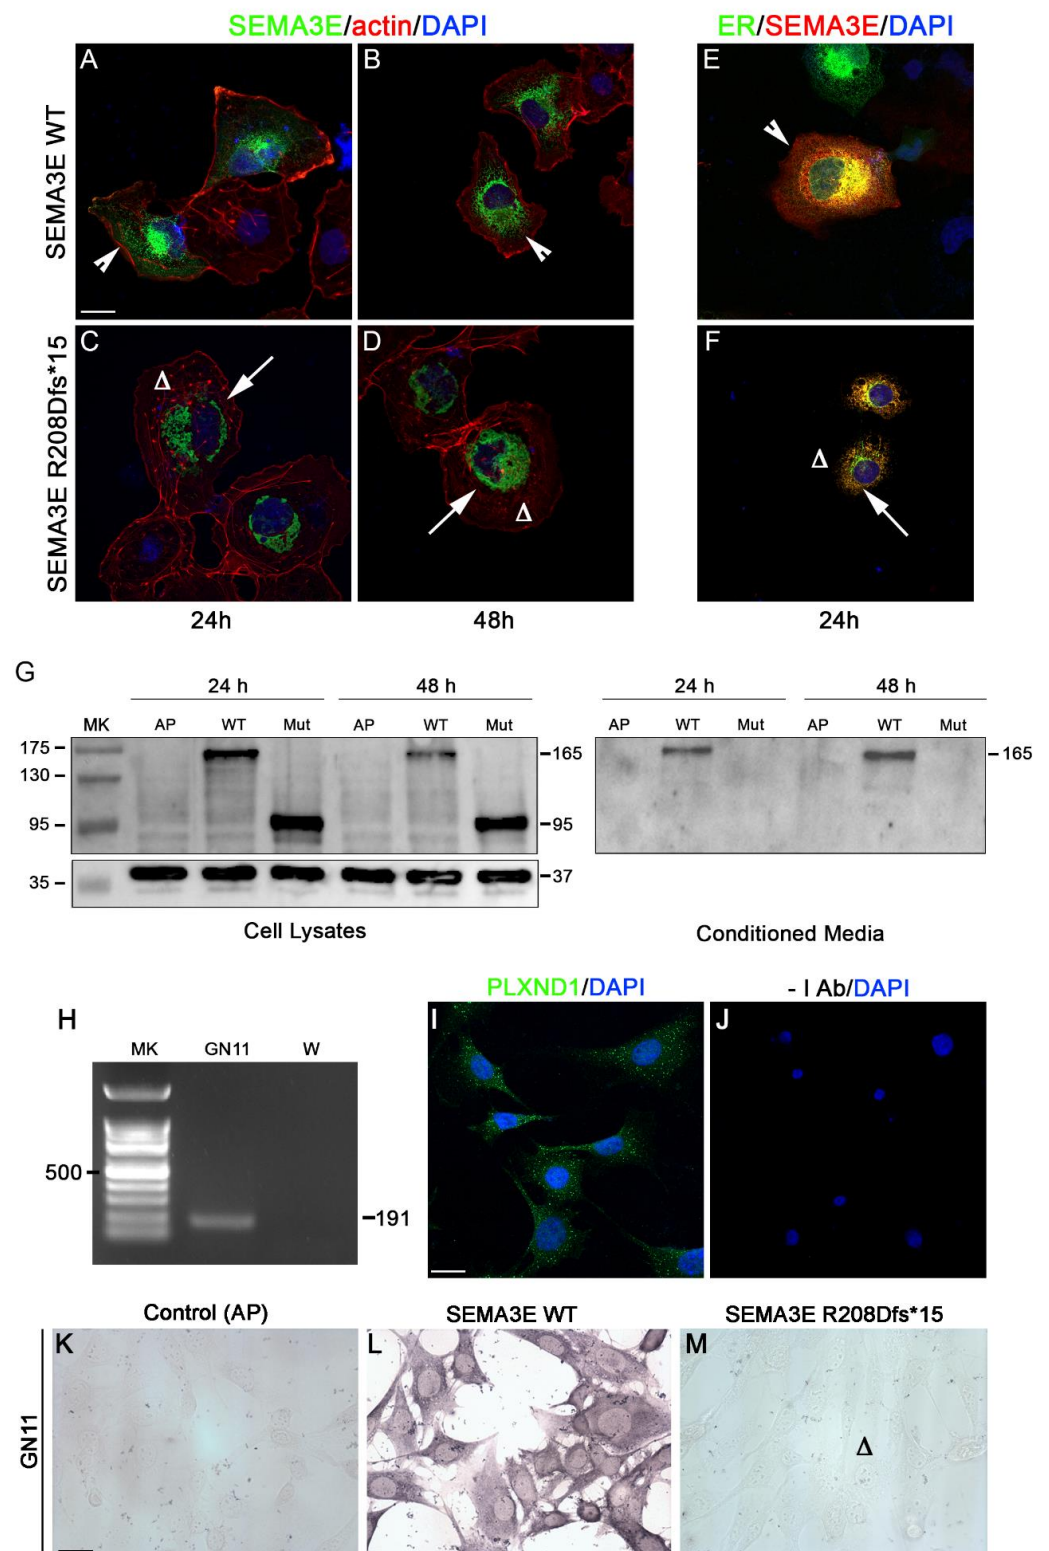 SEMA3E/actin/DAPI
ER/SEMA3E/DAPI
SEMA3E WT
A
B
E
SEMA3E R208Dfs*15
C
Δ
D
Δ
F
Δ
24h
48h
24h
G
24 h
48 h
24 h
48 h
MK
AP
WT
Mut
AP
WT
Mut
AP
WT
Mut
AP
WT
Mut
175
130
95
35
165
95
37
165
Cell Lysates
Conditioned Media
H
MK
GN11
W
500
191
PLXND1/DAPI
- I Ab/DAPI
I
J
Control (AP)
SEMA3E WT
SEMA3E R208Dfs*15
GN11
K
L
M
Δ